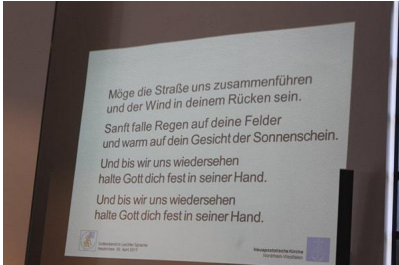 Möge die Straße uns zusammenführen
und der Wind in deinem Rücken sein.
Sanft falle Regen auf deine Felder
und warm auf dein Gesicht der Sonnenschein.
Und bis wir uns wiedersehen
halte Gott dich fest in seiner Hand.
Und bis wir uns wiedersehen
halte Gott dich fest in seiner Hand.
Neuapostolische Kirche